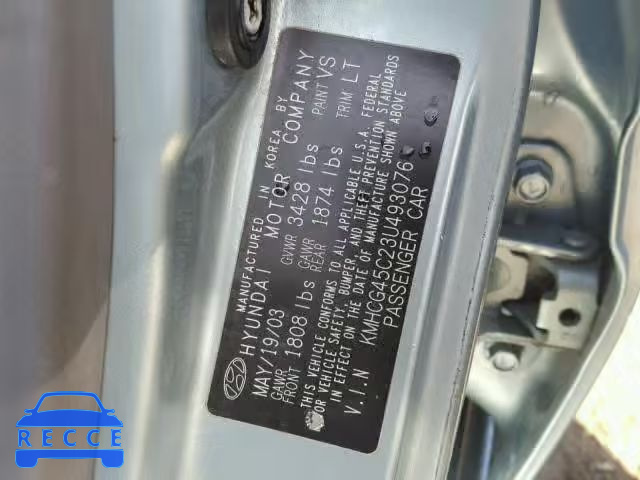 MANUFACTURED IN KOREA BY
HYUNDAI MOTOR COMPANY
MAY/19/03 GVWR 3428 lbs PAINT VS
GAWR FRONT 1808 lbs GAWR REAR 1874 lbs TRIM LT
THIS VEHICLE CONFORMS TO ALL APPLICABLE U.S.A. FEDERAL
OR VEHICLE SAFETY, BUMPER AND THEFT PREVENTION STANDARDS
IN EFFECT ON THE DATE OF MANUFACTURE SHOWN ABOVE
V.I.N KMHCG45C23U493076
PASSENGER CAR
RECCE